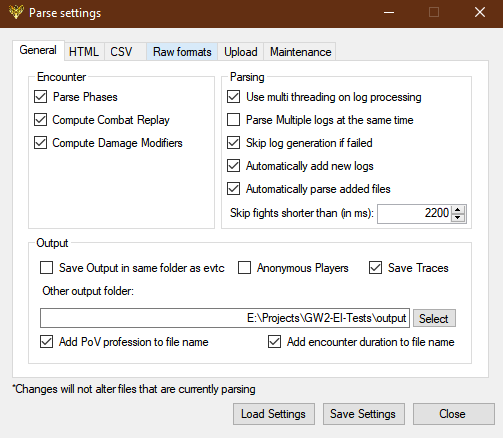 Parse settings
General HTML CSV Raw formats Upload Maintenance
Encounter
Parse Phases
Compute Combat Replay
Compute Damage Modifiers
Parsing
Use multi threading on log processing
Parse Multiple logs at the same time
Skip log generation if failed
Automatically add new logs
Automatically parse added files
Skip fights shorter than (in ms): 2200
Output
Save Output in same folder as evtc Anonymous Players Save Traces
Other output folder:
E:\Projects\GW2-EI-Tests\output Select
Add PoV profession to file name Add encounter duration to file name
*Changes will not alter files that are currently parsing
Load Settings Save Settings Close